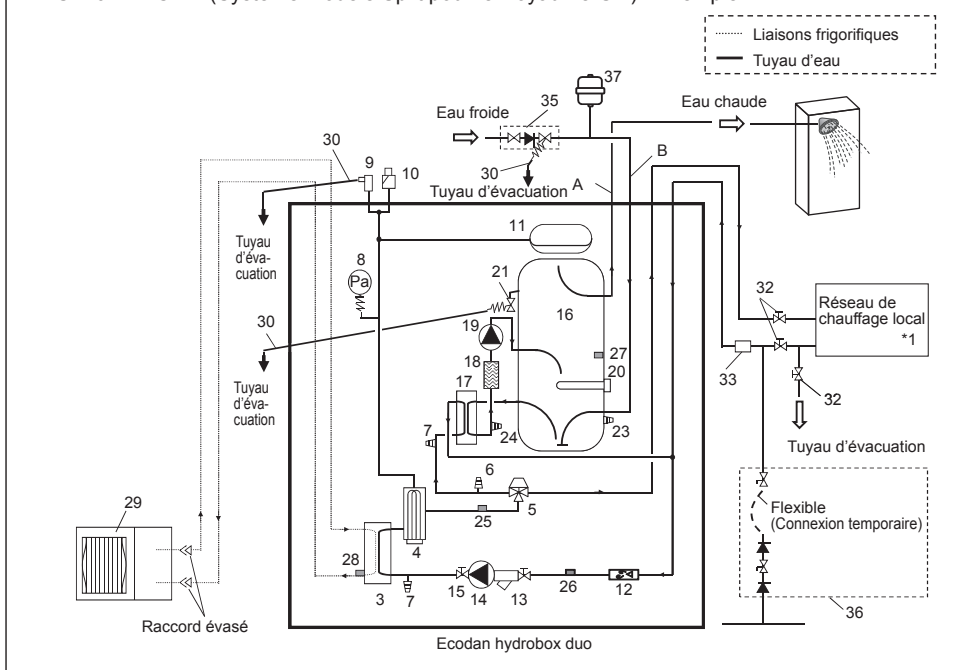 Liaisons frigorifiques
Tuyau d'eau
37
35
Eau froide
Eau chaude
30
9
10
30
Tuyau d'évacuation
A
B
Tuyau
d'éva-
cuation
8
Pa
11
21
16
19
30
18
27
20
17
Tuyau
d'éva-
cuation
7
24
23
6
5
25
4
32
Réseau de
chauffage local
*1
33
32
Tuyau d'évacuation
29
28
3
7
15
14
13
26
12
Flexible
(Connexion temporaire)
36
Raccord évasé
Ecodan hydrobox duo